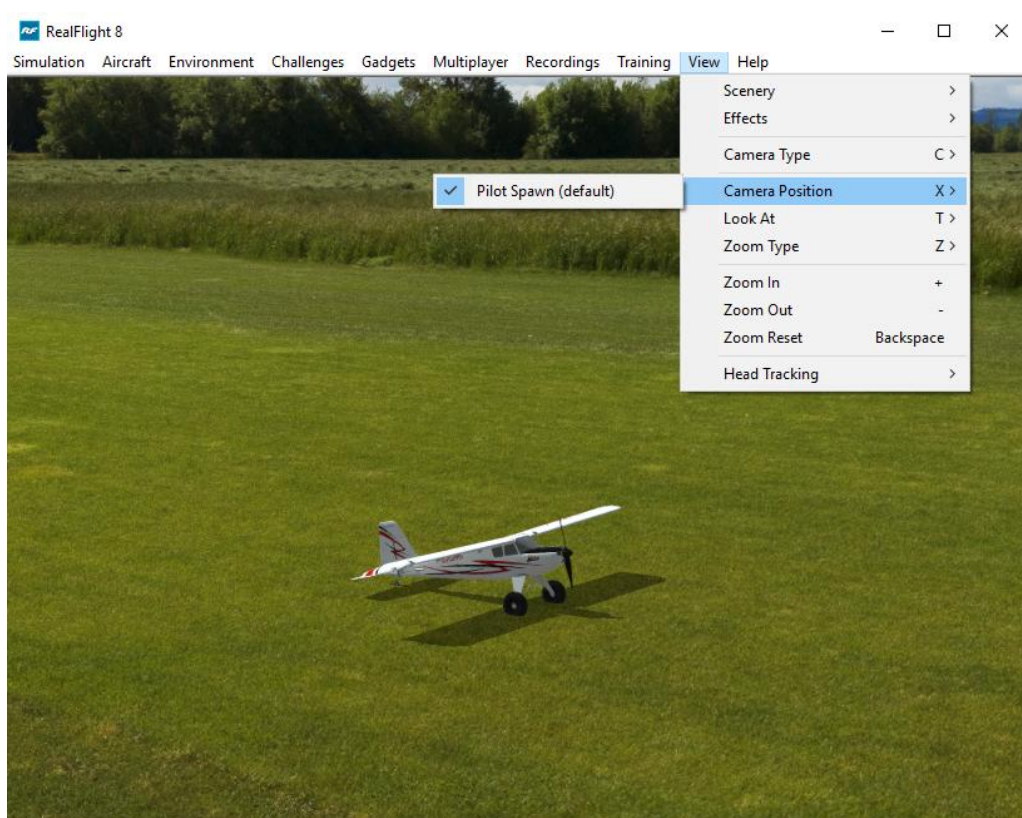 RF RealFlight 8
Simulation Aircraft Environment Challenges Gadgets Multiplayer Recordings Training View Help
Scenery >
Effects >
Camera Type C >
Pilot Spawn (default)
Camera Position X >
Look At T >
Zoom Type Z >
Zoom In +
Zoom Out -
Zoom Reset Backspace
Head Tracking >